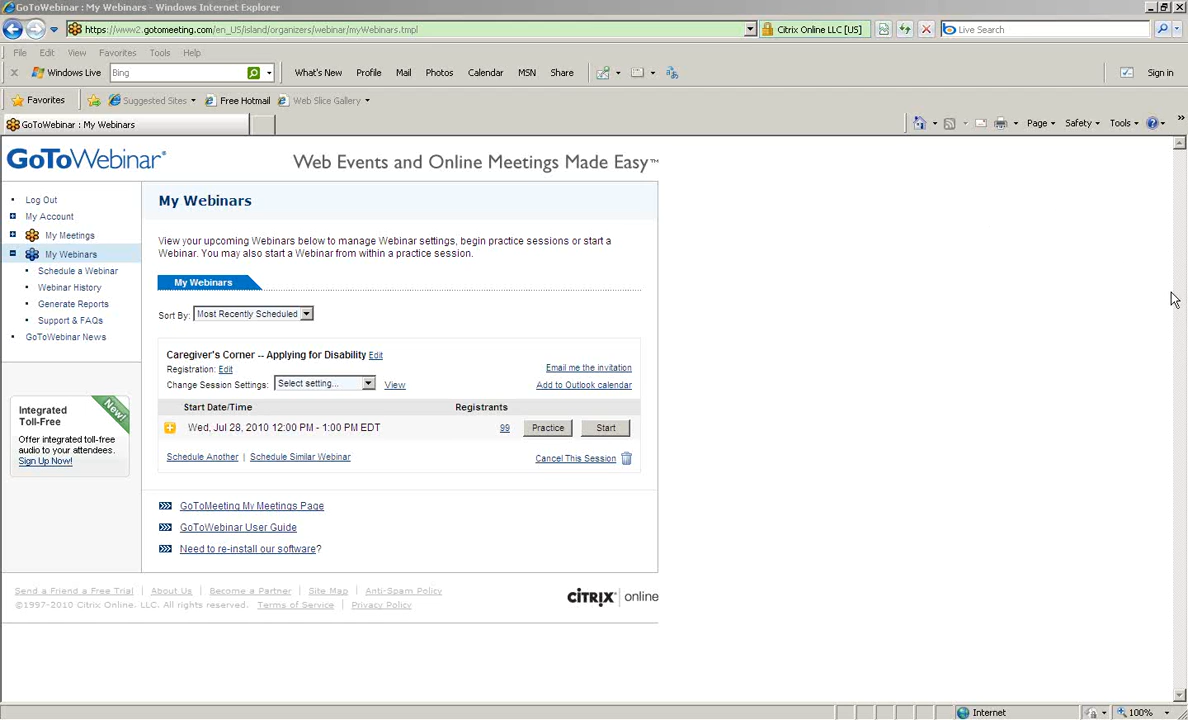 GoToWebinar : My Webinars - Windows Internet Explorer
https://www2.gotomeeting.com/en_US/island/organizers/webinar/myWebinars.tmpl
Citrix Online LLC [US]
Live Search
File Edit View Favorites Tools Help
Windows Live Bing What's New Profile Mail Photos Calendar MSN Share Sign in
Favorites Suggested Sites Free Hotmail Web Slice Gallery
GoToWebinar : My Webinars Page Safety Tools
GoToWebinar Web Events and Online Meetings Made Easy™
Log Out
My Account
My Meetings
My Webinars
Schedule a Webinar
Webinar History
Generate Reports
Support & FAQs
GoToWebinar News
Integrated
Toll-Free
New!
Offer integrated toll-free
audio to your attendees.
Sign Up Now!
My Webinars
View your upcoming Webinars below to manage Webinar settings, begin practice sessions or start a
Webinar. You may also start a Webinar from within a practice session.
My Webinars
Sort By: Most Recently Scheduled
Caregiver's Corner -- Applying for Disability Edit
Registration: Edit Email me the invitation
Change Session Settings: Select setting... View Add to Outlook calendar
Start Date/Time Registrants
Wed, Jul 28, 2010 12:00 PM - 1:00 PM EDT 99 Practice Start
Schedule Another | Schedule Similar Webinar Cancel This Session
GoToMeeting My Meetings Page
GoToWebinar User Guide
Need to re-install our software?
Send a Friend a Free Trial | About Us | Become a Partner | Site Map | Anti-Spam Policy
©1997-2010 Citrix Online, LLC. All rights reserved. Terms of Service | Privacy Policy
CITRIX online
Internet 100%